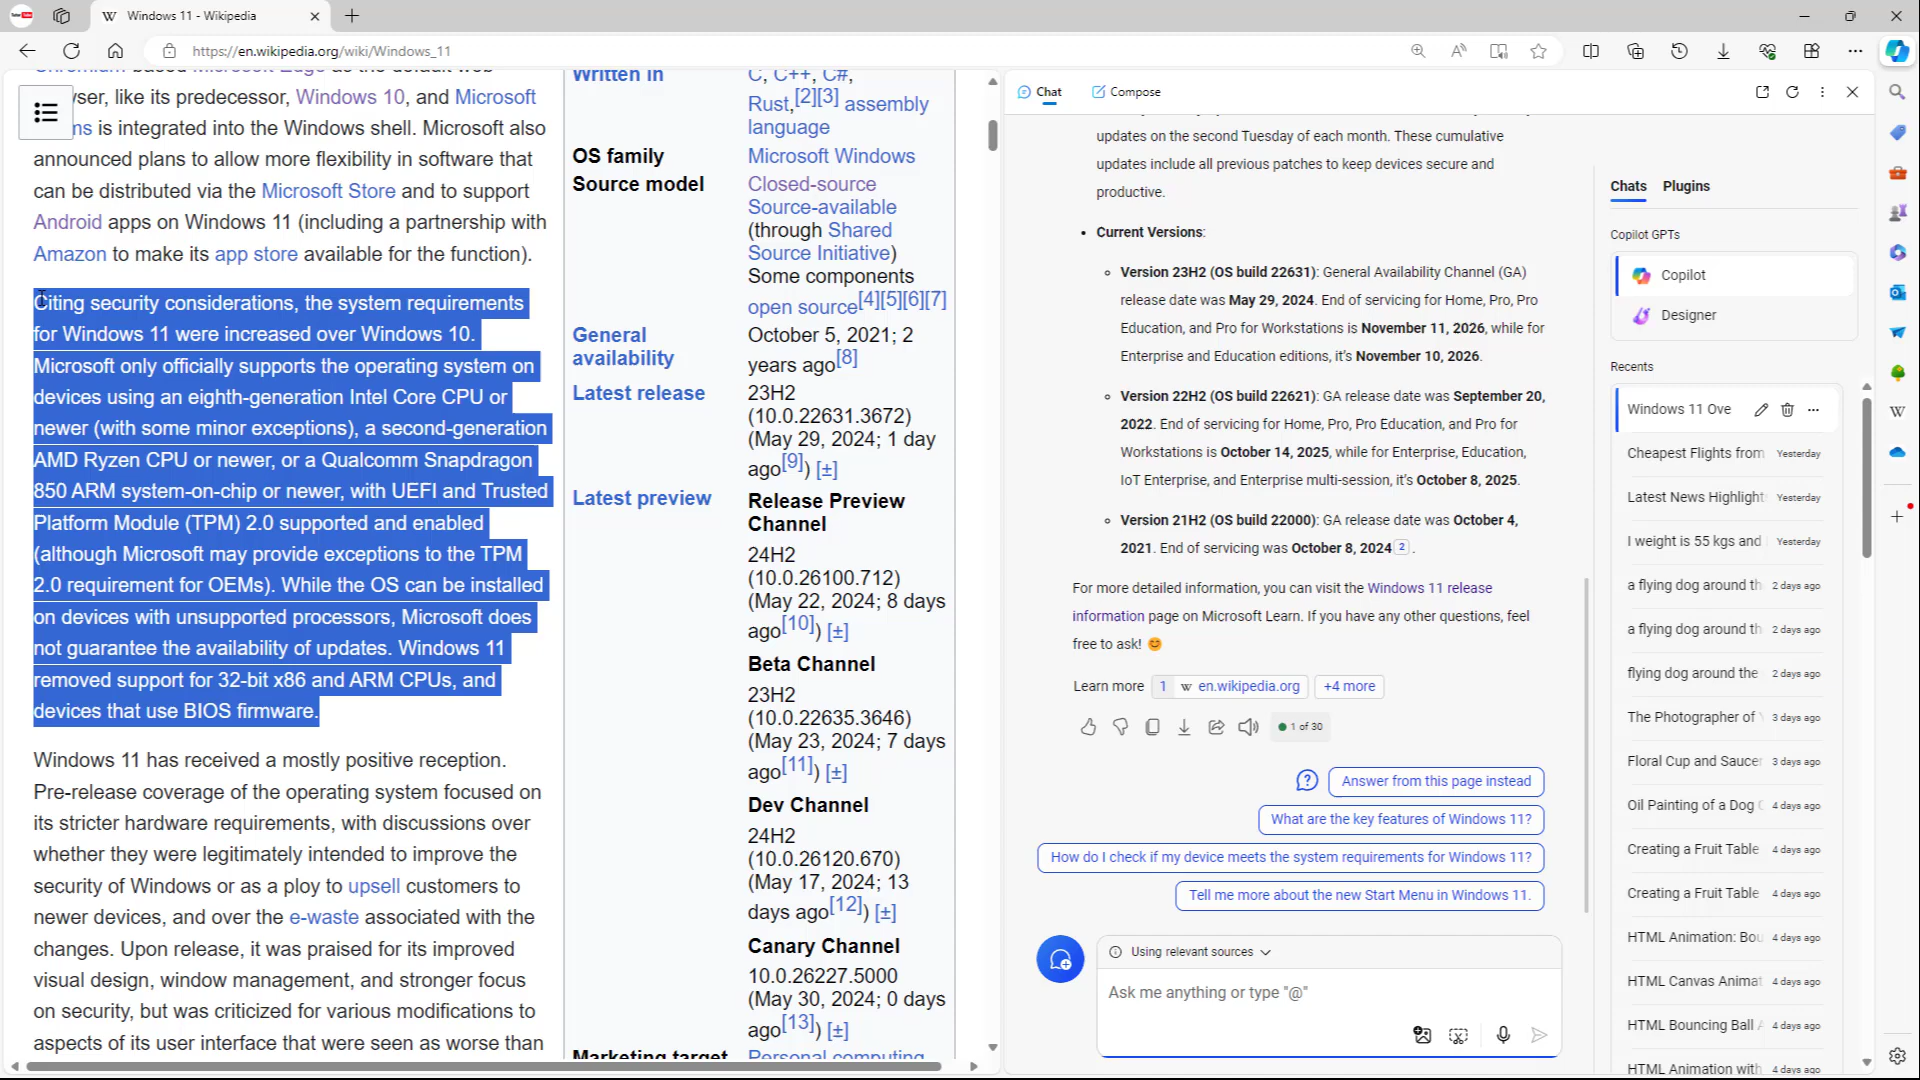 Windows 11 - Wikipedia
https://en.wikipedia.org/wiki/Windows_11
wser, like its predecessor, Windows 10, and Microsoft
ns is integrated into the Windows shell. Microsoft also
announced plans to allow more flexibility in software that
can be distributed via the Microsoft Store and to support
Android apps on Windows 11 (including a partnership with
Amazon to make its app store available for the function).
Citing security considerations, the system requirements
for Windows 11 were increased over Windows 10.
Microsoft only officially supports the operating system on
devices using an eighth-generation Intel Core CPU or
newer (with some minor exceptions), a second-generation
AMD Ryzen CPU or newer, or a Qualcomm Snapdragon
850 ARM system-on-chip or newer, with UEFI and Trusted
Platform Module (TPM) 2.0 supported and enabled
(although Microsoft may provide exceptions to the TPM
2.0 requirement for OEMs). While the OS can be installed
on devices with unsupported processors, Microsoft does
not guarantee the availability of updates. Windows 11
removed support for 32-bit x86 and ARM CPUs, and
devices that use BIOS firmware.
Windows 11 has received a mostly positive reception.
Pre-release coverage of the operating system focused on
its stricter hardware requirements, with discussions over
whether they were legitimately intended to improve the
security of Windows or as a ploy to upsell customers to
newer devices, and over the e-waste associated with the
changes. Upon release, it was praised for its improved
visual design, window management, and stronger focus
on security, but was criticized for various modifications to
aspects of its user interface that were seen as worse than
Written in
C, C++, C#,
Rust,[2][3] assembly
language
OS family
Microsoft Windows
Source model
Closed-source
Source-available
(through Shared
Source Initiative)
Some components
open source[4][5][6][7]
General
availability
October 5, 2021; 2
years ago[8]
Latest release
23H2
(10.0.22631.3672)
(May 29, 2024; 1 day
ago[9]) [±]
Latest preview
Release Preview
Channel
24H2
(10.0.26100.712)
(May 22, 2024; 8 days
ago[10]) [±]
Beta Channel
23H2
(10.0.22635.3646)
(May 23, 2024; 7 days
ago[11]) [±]
Dev Channel
24H2
(10.0.26120.670)
(May 17, 2024; 13
days ago[12]) [±]
Canary Channel
10.0.26227.5000
(May 30, 2024; 0 days
ago[13]) [±]
Marketing target
Personal computing
Chat
Compose
updates on the second Tuesday of each month. These cumulative
updates include all previous patches to keep devices secure and
productive.
• Current Versions:
Version 23H2 (OS build 22631): General Availability Channel (GA)
release date was May 29, 2024. End of servicing for Home, Pro, Pro
Education, and Pro for Workstations is November 11, 2026, while for
Enterprise and Education editions, it's November 10, 2026.
Version 22H2 (OS build 22621): GA release date was September 20,
2022. End of servicing for Home, Pro, Pro Education, and Pro for
Workstations is October 14, 2025, while for Enterprise, Education,
IoT Enterprise, and Enterprise multi-session, it's October 8, 2025.
Version 21H2 (OS build 22000): GA release date was October 4,
2021. End of servicing was October 8, 2024 2 .
For more detailed information, you can visit the Windows 11 release
information page on Microsoft Learn. If you have any other questions, feel
free to ask! 😊
Learn more 1 W en.wikipedia.org +4 more
1 of 30
Answer from this page instead
What are the key features of Windows 11?
How do I check if my device meets the system requirements for Windows 11?
Tell me more about the new Start Menu in Windows 11.
Using relevant sources
Ask me anything or type "@"
Chats
Plugins
Copilot GPTs
Copilot
Designer
Recents
Windows 11 Ove
Cheapest Flights from Yesterday
Latest News Highlight Yesterday
I weight is 55 kgs and Yesterday
a flying dog around th 2 days ago
a flying dog around th 2 days ago
flying dog around the 2 days ago
The Photographer of 3 days ago
Floral Cup and Saucer 3 days ago
Oil Painting of a Dog 4 days ago
Creating a Fruit Table 4 days ago
Creating a Fruit Table 4 days ago
HTML Animation: Bou 4 days ago
HTML Canvas Animat 4 days ago
HTML Bouncing Ball 4 days ago
HTML Animation with 4 days ago